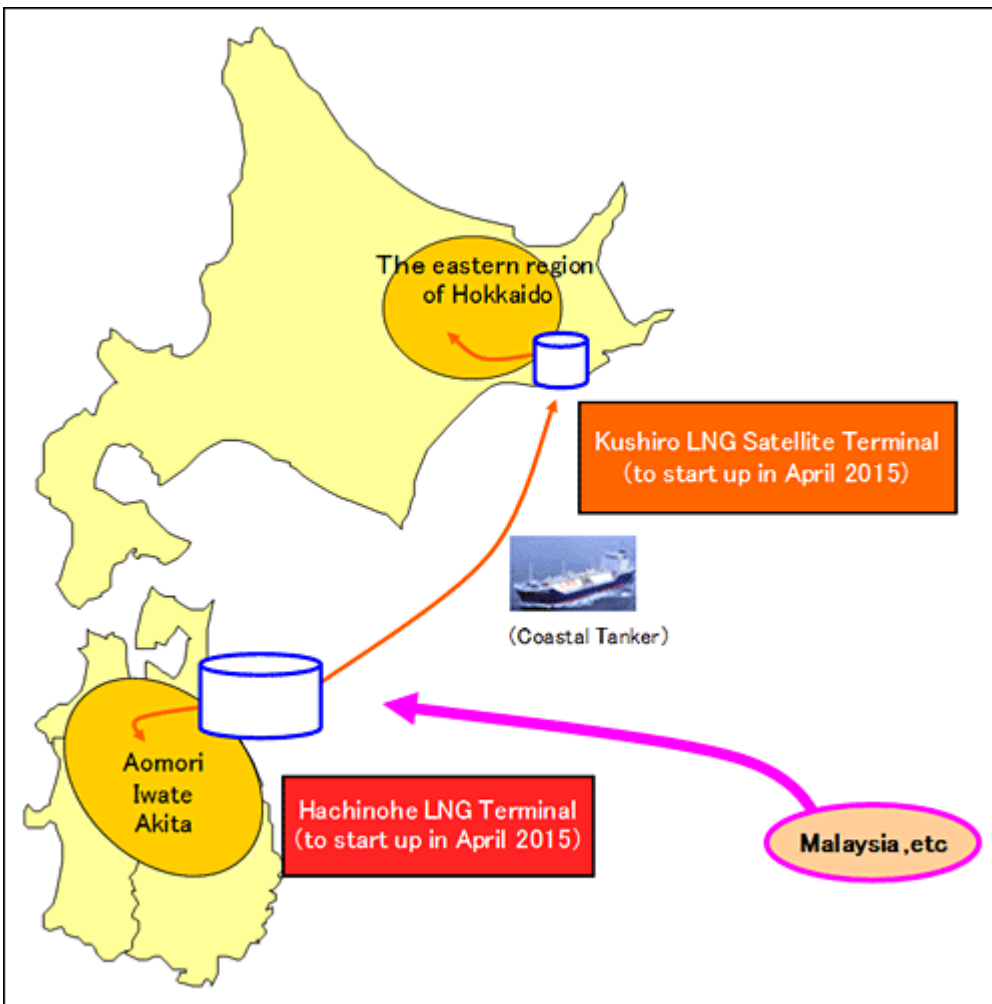 The eastern region
of Hokkaido
Kushiro LNG Satellite Terminal
(to start up in April 2015)
(Coastal Tanker)
Aomori
Iwate
Akita
Hachinohe LNG Terminal
(to start up in April 2015)
Malaysia ,etc